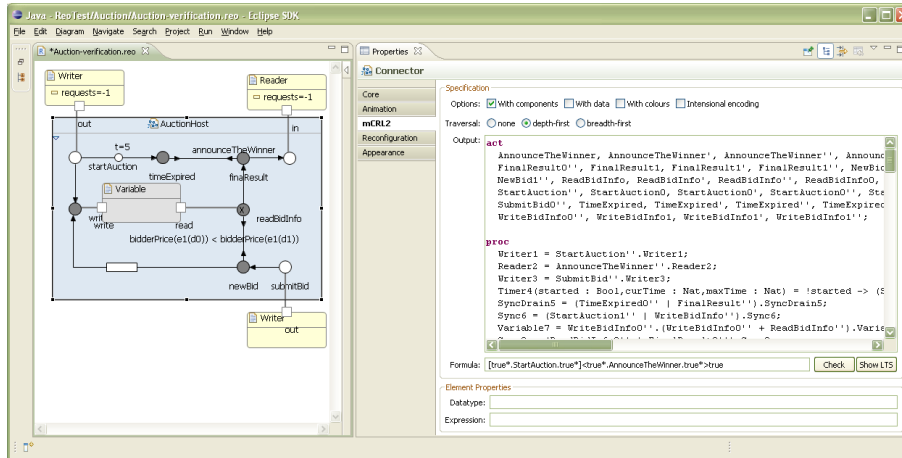 Java - RepTest/Auction/Auction-verification.reo - Eclipse SDK
File Edit Diagram Navigate Search Project Run Window Help
*Auction-verification.reo
Writer
requests=-1
Reader
requests=-1
out
AuctionHost
in
t=5
announceTheWinner
startAuction
timeExpired
finaResult
Variable
write
write
read
readBidInfo
bidderPrice(e1(d0)) < bidderPrice(e1(d1))
newBid
submitBid
Writer
out
Properties
Connector
Core
Animation
mCRL2
Reconfiguration
Appearance
Specification
Options: With components With data With colours Intensional encoding
Traversal: none depth-first breadth-first
Output:
act
AnnounceTheWinner, AnnounceTheWinner', AnnounceTheWinner'', Announc
FinalResult0'', FinalResult1, FinalResult1', FinalResult1'', NewBid
NewBid1'', ReadBidInfo, ReadBidInfo', ReadBidInfo'', ReadBidInfo0,
StartAuction'', StartAuction0, StartAuction0', StartAuction0'', Sta
SubmitBid0'', TimeExpired, TimeExpired', TimeExpired'', TimeExpired
WriteBidInfo0'', WriteBidInfo1, WriteBidInfo1', WriteBidInfo1'';
proc
Writer1 = StartAuction''.Writer1;
Reader2 = AnnounceTheWinner''.Reader2;
Writer3 = SubmitBid''.Writer3;
Timer4(started : Bool,curTime : Nat,maxTime : Nat) = !started -> (S
SyncDrain5 = (TimeExpired0'' | FinalResult'').SyncDrain5;
Sync6 = (StartAuction1'' | WriteBidInfo'').Sync6;
Variable7 = WriteBidInfo0''.(WriteBidInfo0'' + ReadBidInfo'').Varia
Formula: [true*.StartAuction.true*]<true*.AnnounceTheWinner.true*>true
Check Show LTS
Element Properties
Datatype:
Expression: